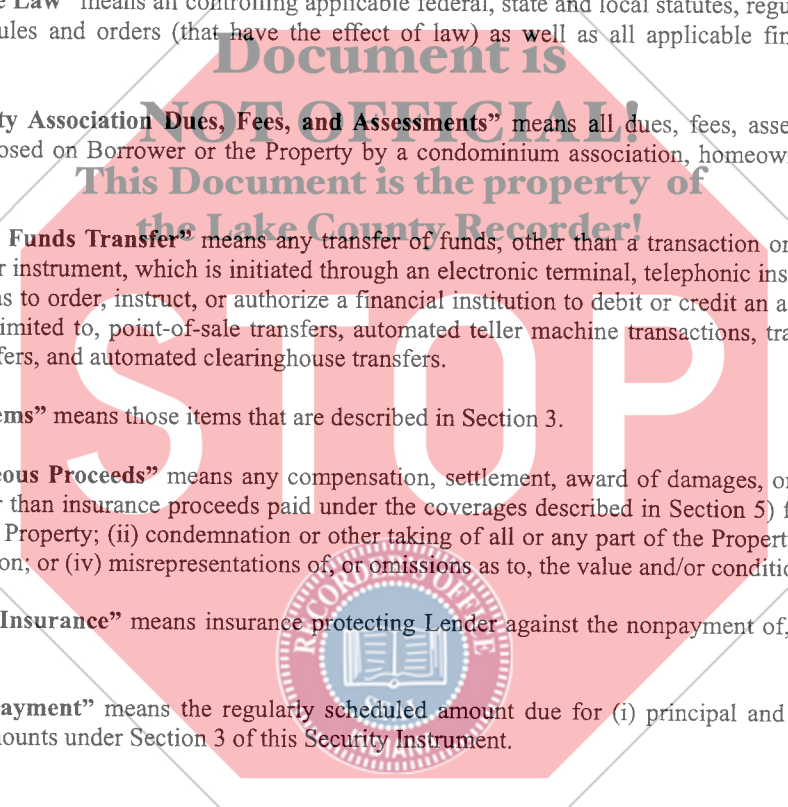 Law” means all controlling applicable federal, state and local statutes, regu
ules and orders (that have the effect of law) as well as all applicable fin
Document is
NOT OFFICIAL!
ty Association Dues, Fees, and Assessments” means all dues, fees, asse
osed on Borrower or the Property by a condominium association, homeow
This Document is the property of
the Lake County Recorder!
Funds Transfer” means any transfer of funds, other than a transaction or
r instrument, which is initiated through an electronic terminal, telephonic ins
as to order, instruct, or authorize a financial institution to debit or credit an a
imited to, point-of-sale transfers, automated teller machine transactions, tra
fers, and automated clearinghouse transfers.
STOP
ems” means those items that are described in Section 3.
eous Proceeds” means any compensation, settlement, award of damages, or
r than insurance proceeds paid under the coverages described in Section 5) f
Property; (ii) condemnation or other taking of all or any part of the Propert
on; or (iv) misrepresentations of, or omissions as to, the value and/or conditio
RECORDER'S OFFICE
Insurance” means insurance protecting Lender against the nonpayment of,
Seal
ayment” means the regularly scheduled amount due for (i) principal and
nounts under Section 3 of this Security Instrument.
INDIANA